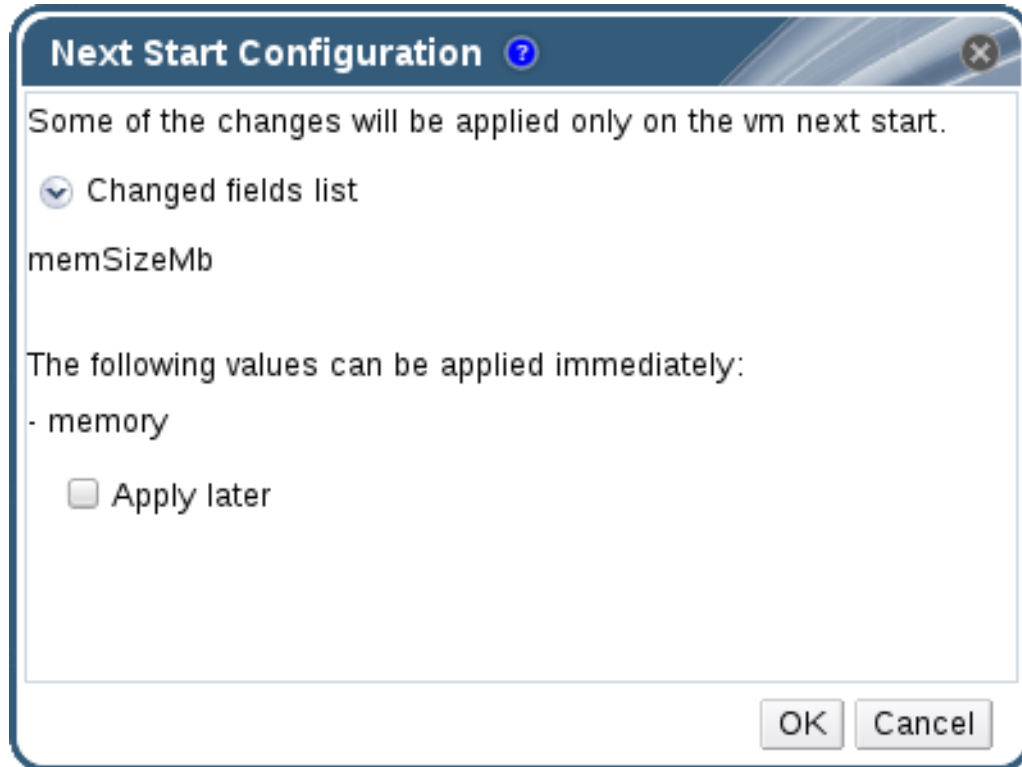 Next Start Configuration ?
Some of the changes will be applied only on the vm next start.
Changed fields list
memSizeMb
The following values can be applied immediately:
- memory
Apply later
OK Cancel